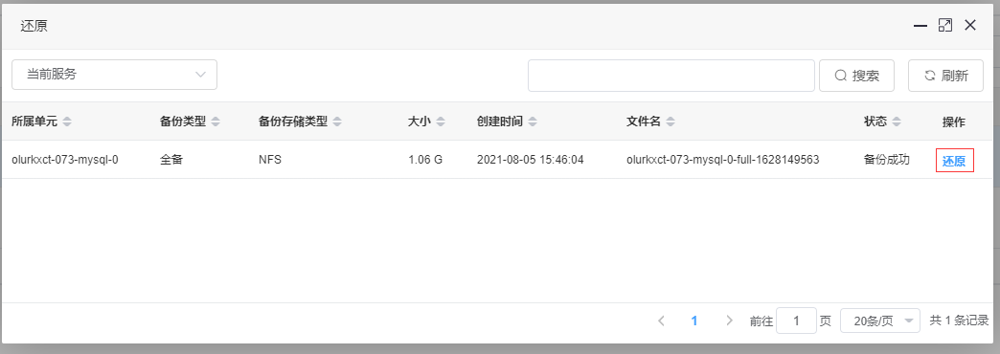 还原
当前服务 搜索 刷新
所属单元 备份类型 备份存储类型 大小 创建时间 文件名 状态 操作
olurkxct-073-mysql-0 全备 NFS 1.06 G 2021-08-05 15:46:04 olurkxct-073-mysql-0-full-1628149563 备份成功 还原
1 前往 1 页 20条/页 共 1 条记录